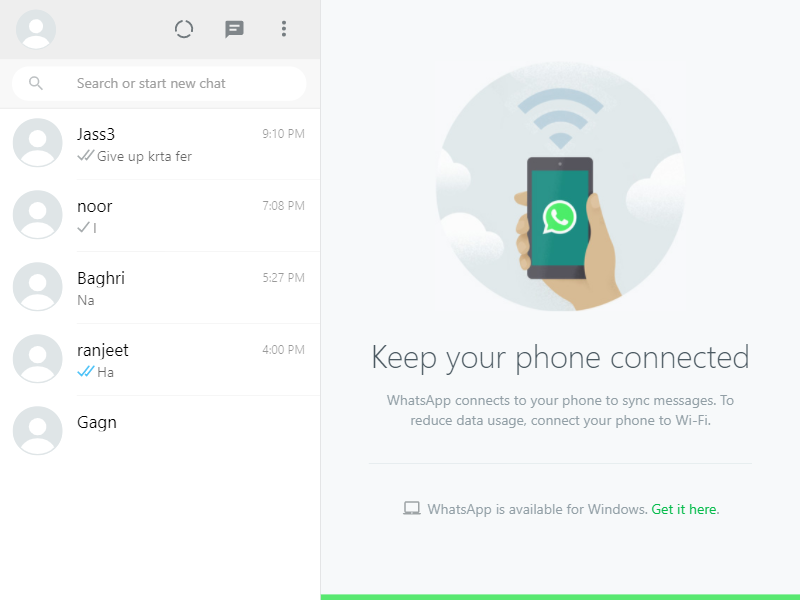 Search or start new chat
Jass3
9:10 PM
Give up krta fer
noor
7:08 PM
I
Baghri
5:27 PM
Na
ranjeet
4:00 PM
Ha
Gagn
Keep your phone connected
WhatsApp connects to your phone to sync messages. To
reduce data usage, connect your phone to Wi-Fi.
WhatsApp is available for Windows. Get it here.